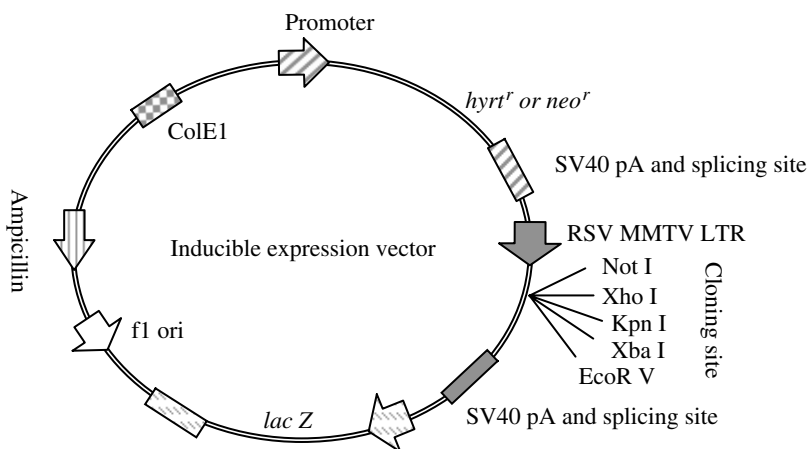 Promoter
hyrtʳ or neoʳ
ColE1
SV40 pA and splicing site
Ampicillin
Inducible expression vector
RSV MMTV LTR
Not I
Xho I
Kpn I
Xba I
EcoR V
Cloning site
f1 ori
lac Z
SV40 pA and splicing site